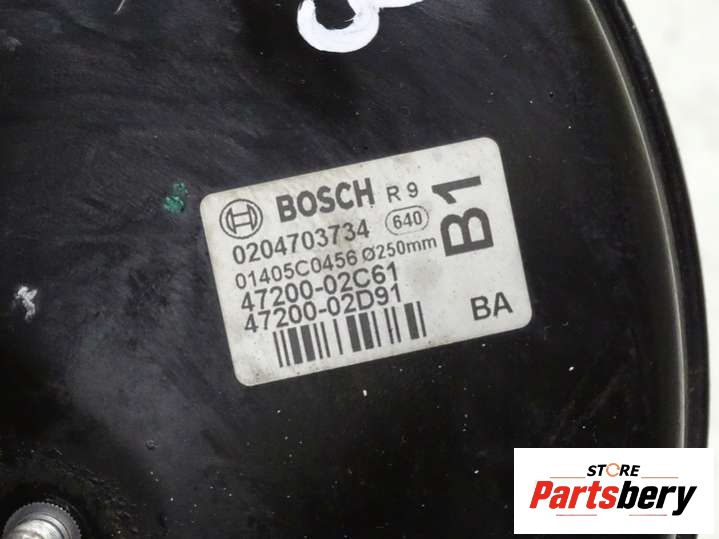 BOSCH R 9
0204703734 640
01405C0456 Ø250mm
47200-02C61
47200-02D91
B1
BA
STORE
Partsbery